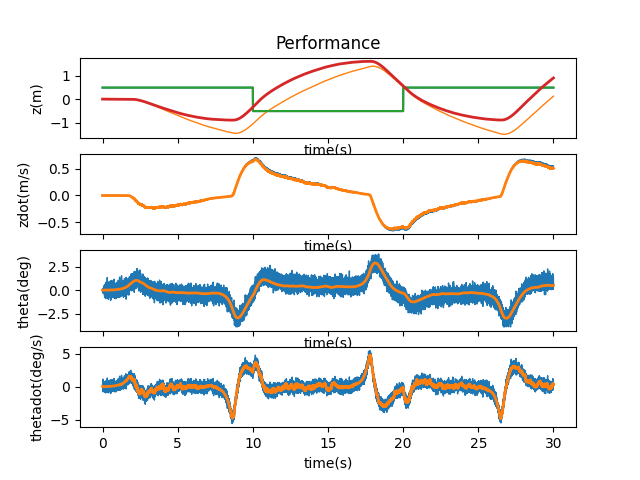 Performance
z(m)
1
0
−1
time(s)
zdot(m/s)
0.5
0.0
−0.5
time(s)
theta(deg)
2.5
0.0
−2.5
time(s)
thetadot(deg/s)
5
0
−5
0 5 10 15 20 25 30
time(s)